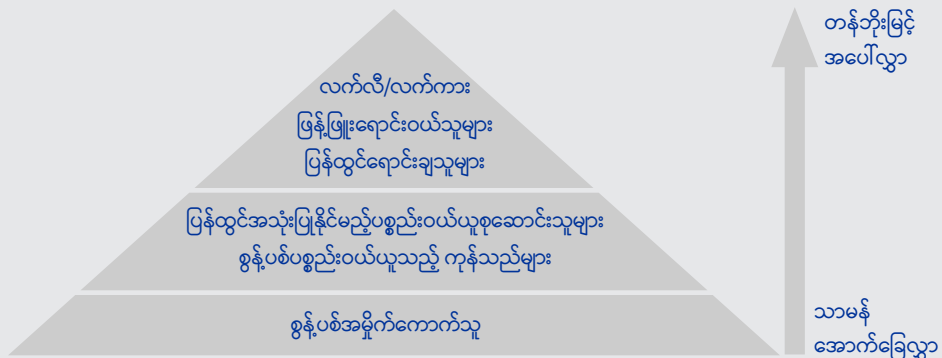 တန်ဖိုးမြင့်
အပေါ်လွှာ
လက်လီ/လက်ကား
ဖြန့်ဖြူးရောင်းဝယ်သူများ
ပြန်ထွင်ရောင်းချသူများ
ပြန်ထွင်အသုံးပြုနိုင်မည့်ပစ္စည်းဝယ်ယူစုဆောင်းသူများ
စွန့်ပစ်ပစ္စည်းဝယ်ယူသည့် ကုန်သည်များ
စွန့်ပစ်အမှိုက်ကောက်သူ
သာမန်
အောက်ခြေလွှာ